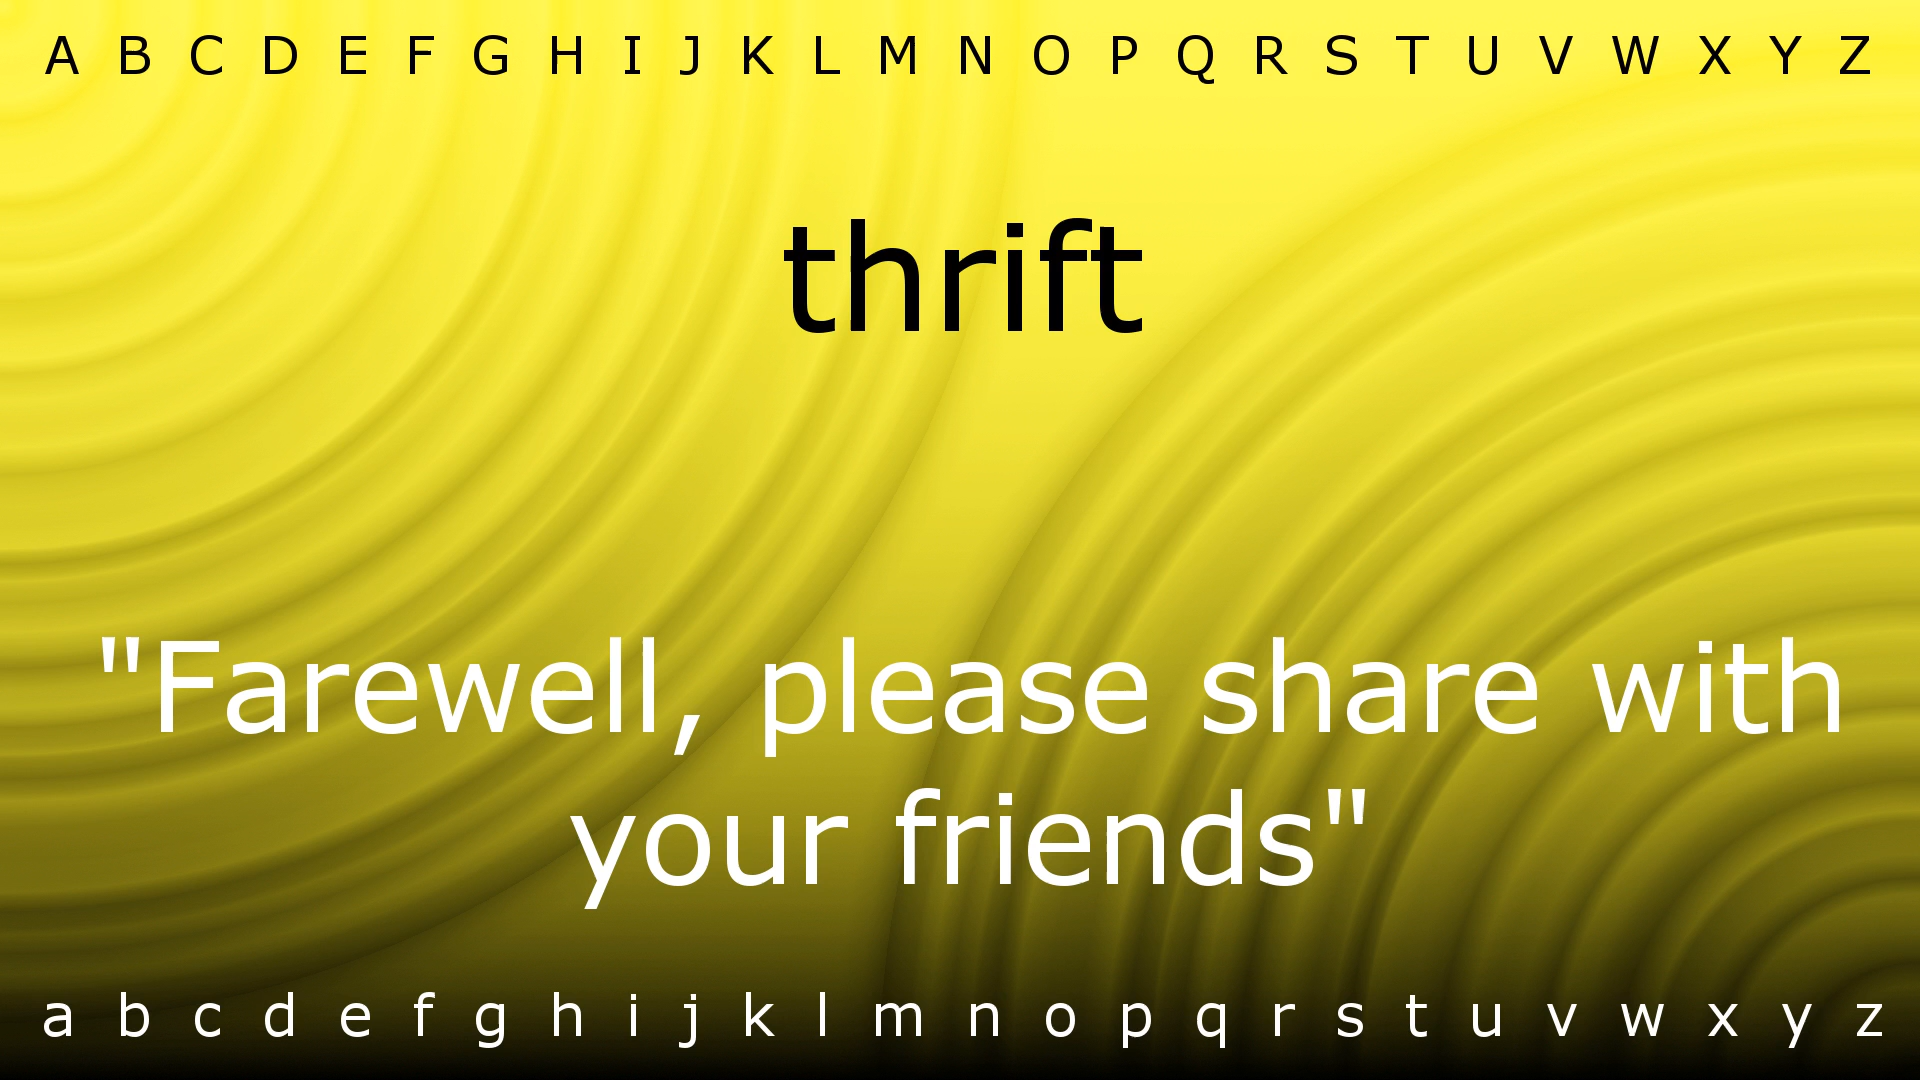 A B C D E F G H I J K L M N O P Q R S T U V W X Y Z
thrift
"Farewell, please share with
your friends"
a b c d e f g h i j k l m n o p q r s t u v w x y z